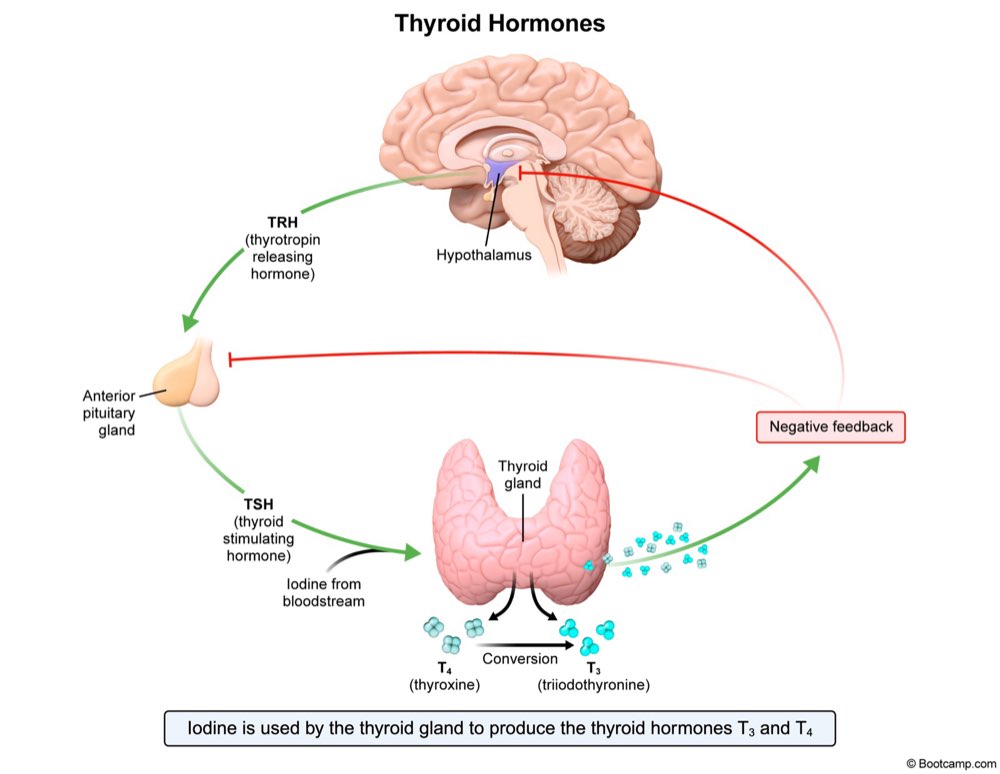 Thyroid Hormones
TRH
(thyrotropin
releasing
hormone)
Hypothalamus
Anterior
pituitary
gland
Negative feedback
Thyroid
gland
TSH
(thyroid
stimulating
hormone)
Iodine from
bloodstream
T₄
(thyroxine)
Conversion
T₃
(triiodothyronine)
Iodine is used by the thyroid gland to produce the thyroid hormones T₃ and T₄
© Bootcamp.com